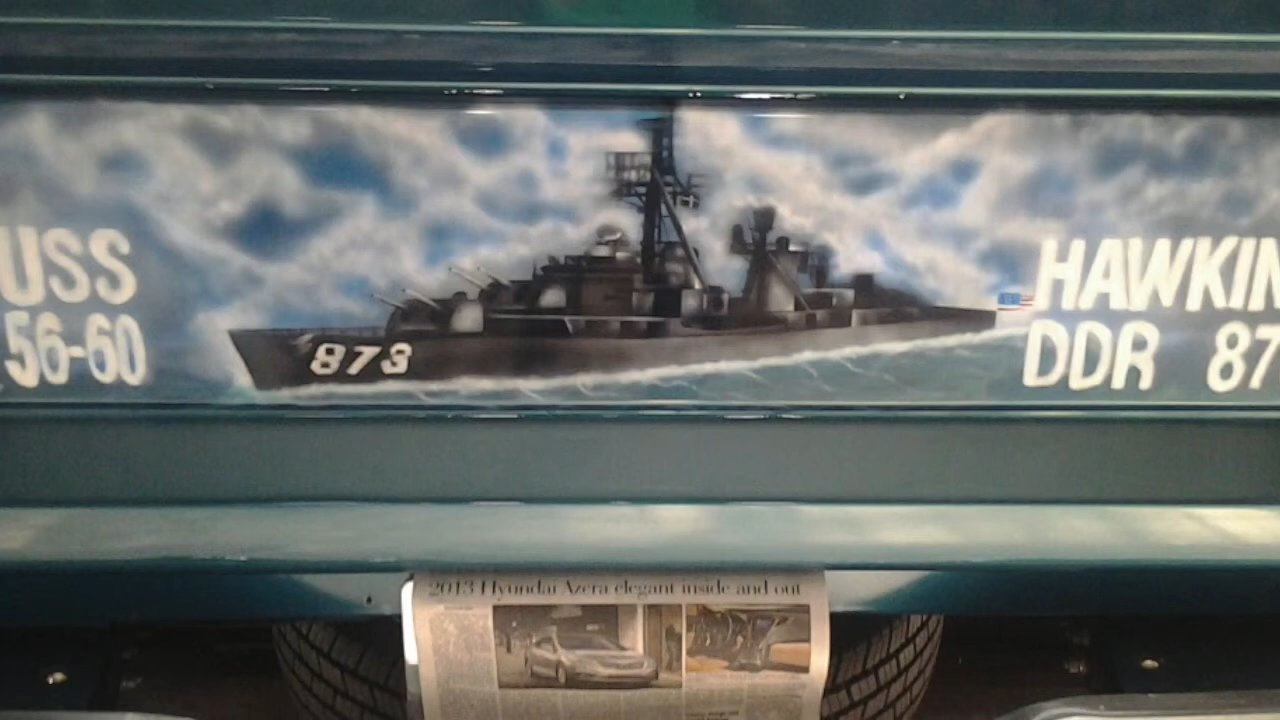 USS
56-60
873
HAWKIN
DDR 87
2013 Hyundai Azera elegant inside and out